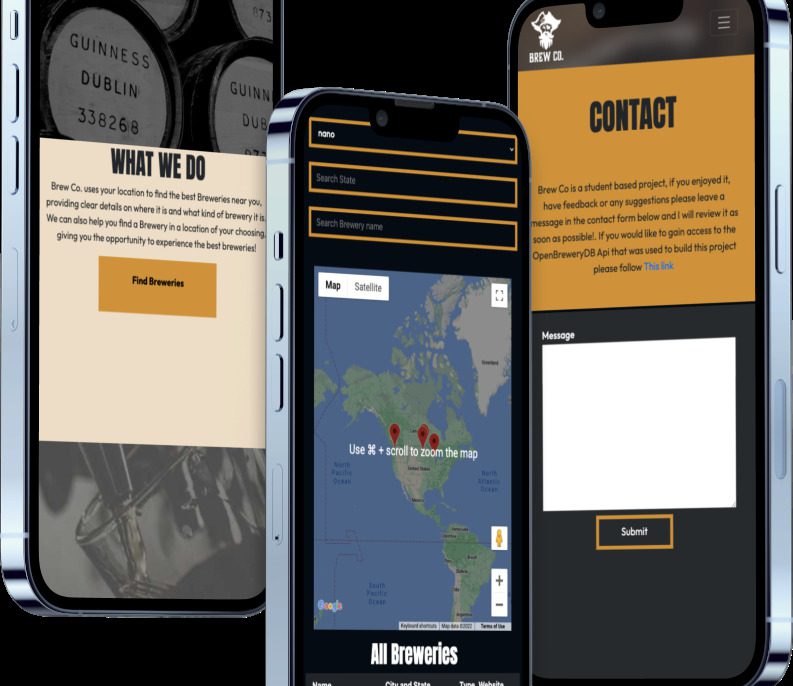 GUINNESS
DUBLIN
338268
873
GUINN
DUB
WHAT WE DO
Brew Co. uses your location to find the best Breweries near you,
providing clear details on where it is and what kind of brewery it is.
We can also help you find a Brewery in a location of your choosing,
giving you the opportunity to experience the best breweries!
Find Breweries
nano
Search State
Search Brewery name
Map Satellite
Greenland
Use ⌘ + scroll to zoom the map
United States
North
Pacific
Ocean
North
Atlantic
Ocean
Mexico
Brazil
South
Pacific
Ocean
Google
Keyboard shortcuts Map data ©2022 Terms of Use
All Breweries
Name City and State Type Website
BREW CO.
CONTACT
Brew Co is a student based project, if you enjoyed it,
have feedback or any suggestions please leave a
message in the contact form below and I will review it as
soon as possible!. If you would like to gain access to the
OpenBreweryDB Api that was used to build this project
please follow This link
Message
Submit